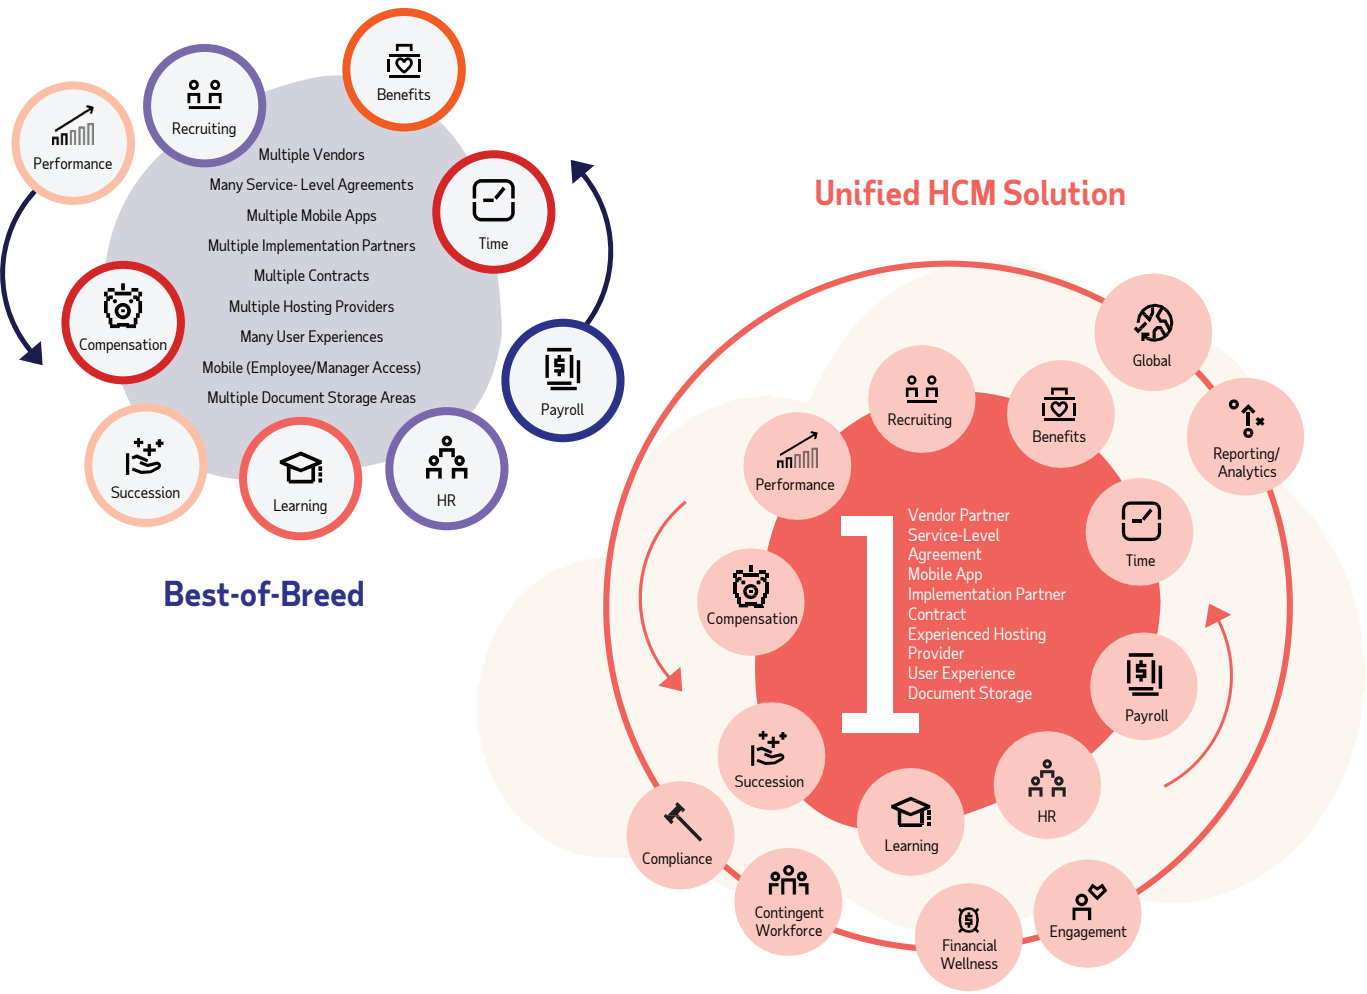 Benefits
Recruiting
Performance
Multiple Vendors
Many Service- Level Agreements
Multiple Mobile Apps
Multiple Implementation Partners
Multiple Contracts
Multiple Hosting Providers
Many User Experiences
Mobile (Employee/Manager Access)
Multiple Document Storage Areas
Time
Compensation
Payroll
Succession
Learning
HR
Best-of-Breed
Unified HCM Solution
Global
Recruiting
Benefits
Reporting/
Analytics
Performance
1
Vendor Partner
Service-Level
Agreement
Mobile App
Implementation Partner
Contract
Experienced Hosting
Provider
User Experience
Document Storage
Time
Compensation
Payroll
Succession
HR
Learning
Compliance
Contingent
Workforce
Financial
Wellness
Engagement